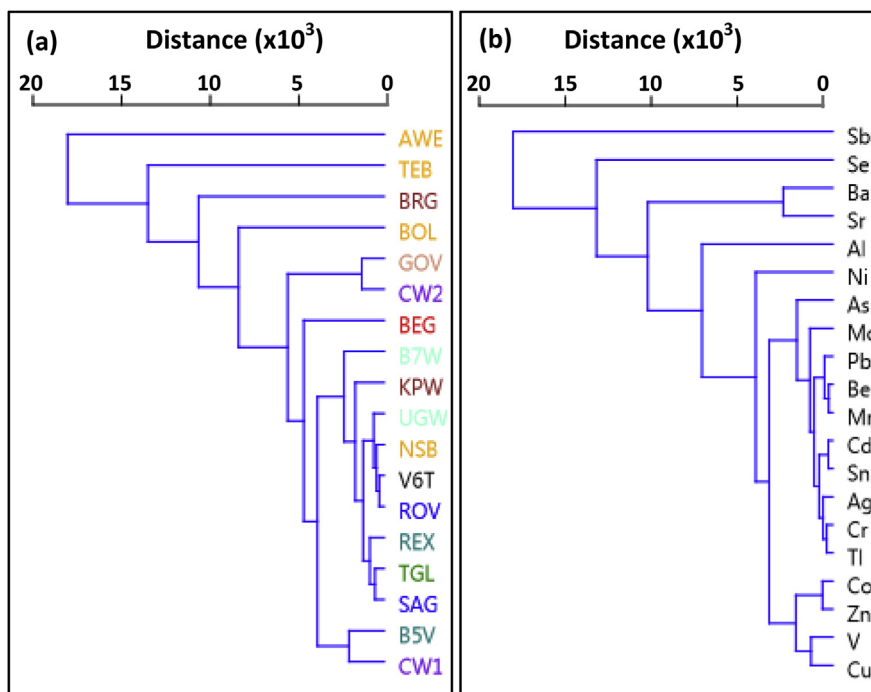 (a) Distance (x10³)
20 15 10 5 0
AWE
TEB
BRG
BOL
GOV
CW2
BEG
B7W
KPW
UGW
NSB
V6T
ROV
REX
TGL
SAG
B5V
CW1
(b) Distance (x10³)
20 15 10 5 0
Sb
Se
Ba
Sr
Al
Ni
As
Pb
Be
Cd
Sn
Ag
Cr
Tl
Co
Zn
V
Cu